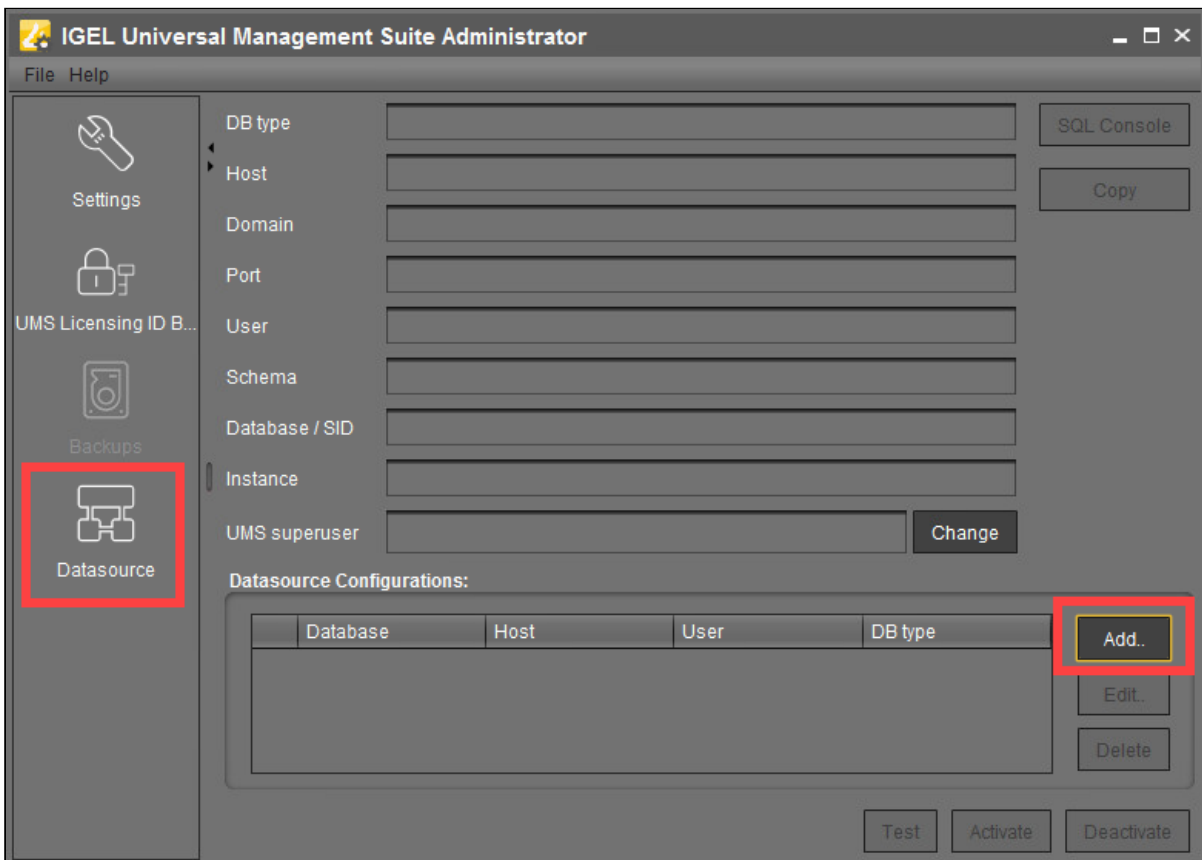 IGEL Universal Management Suite Administrator
File Help
Settings
UMS Licensing ID B...
Backups
Datasource
DB type
Host
Domain
Port
User
Schema
Database / SID
Instance
UMS superuser
Change
SQL Console
Copy
Datasource Configurations:
Database Host User DB type
Add..
Edit..
Delete
Test Activate Deactivate